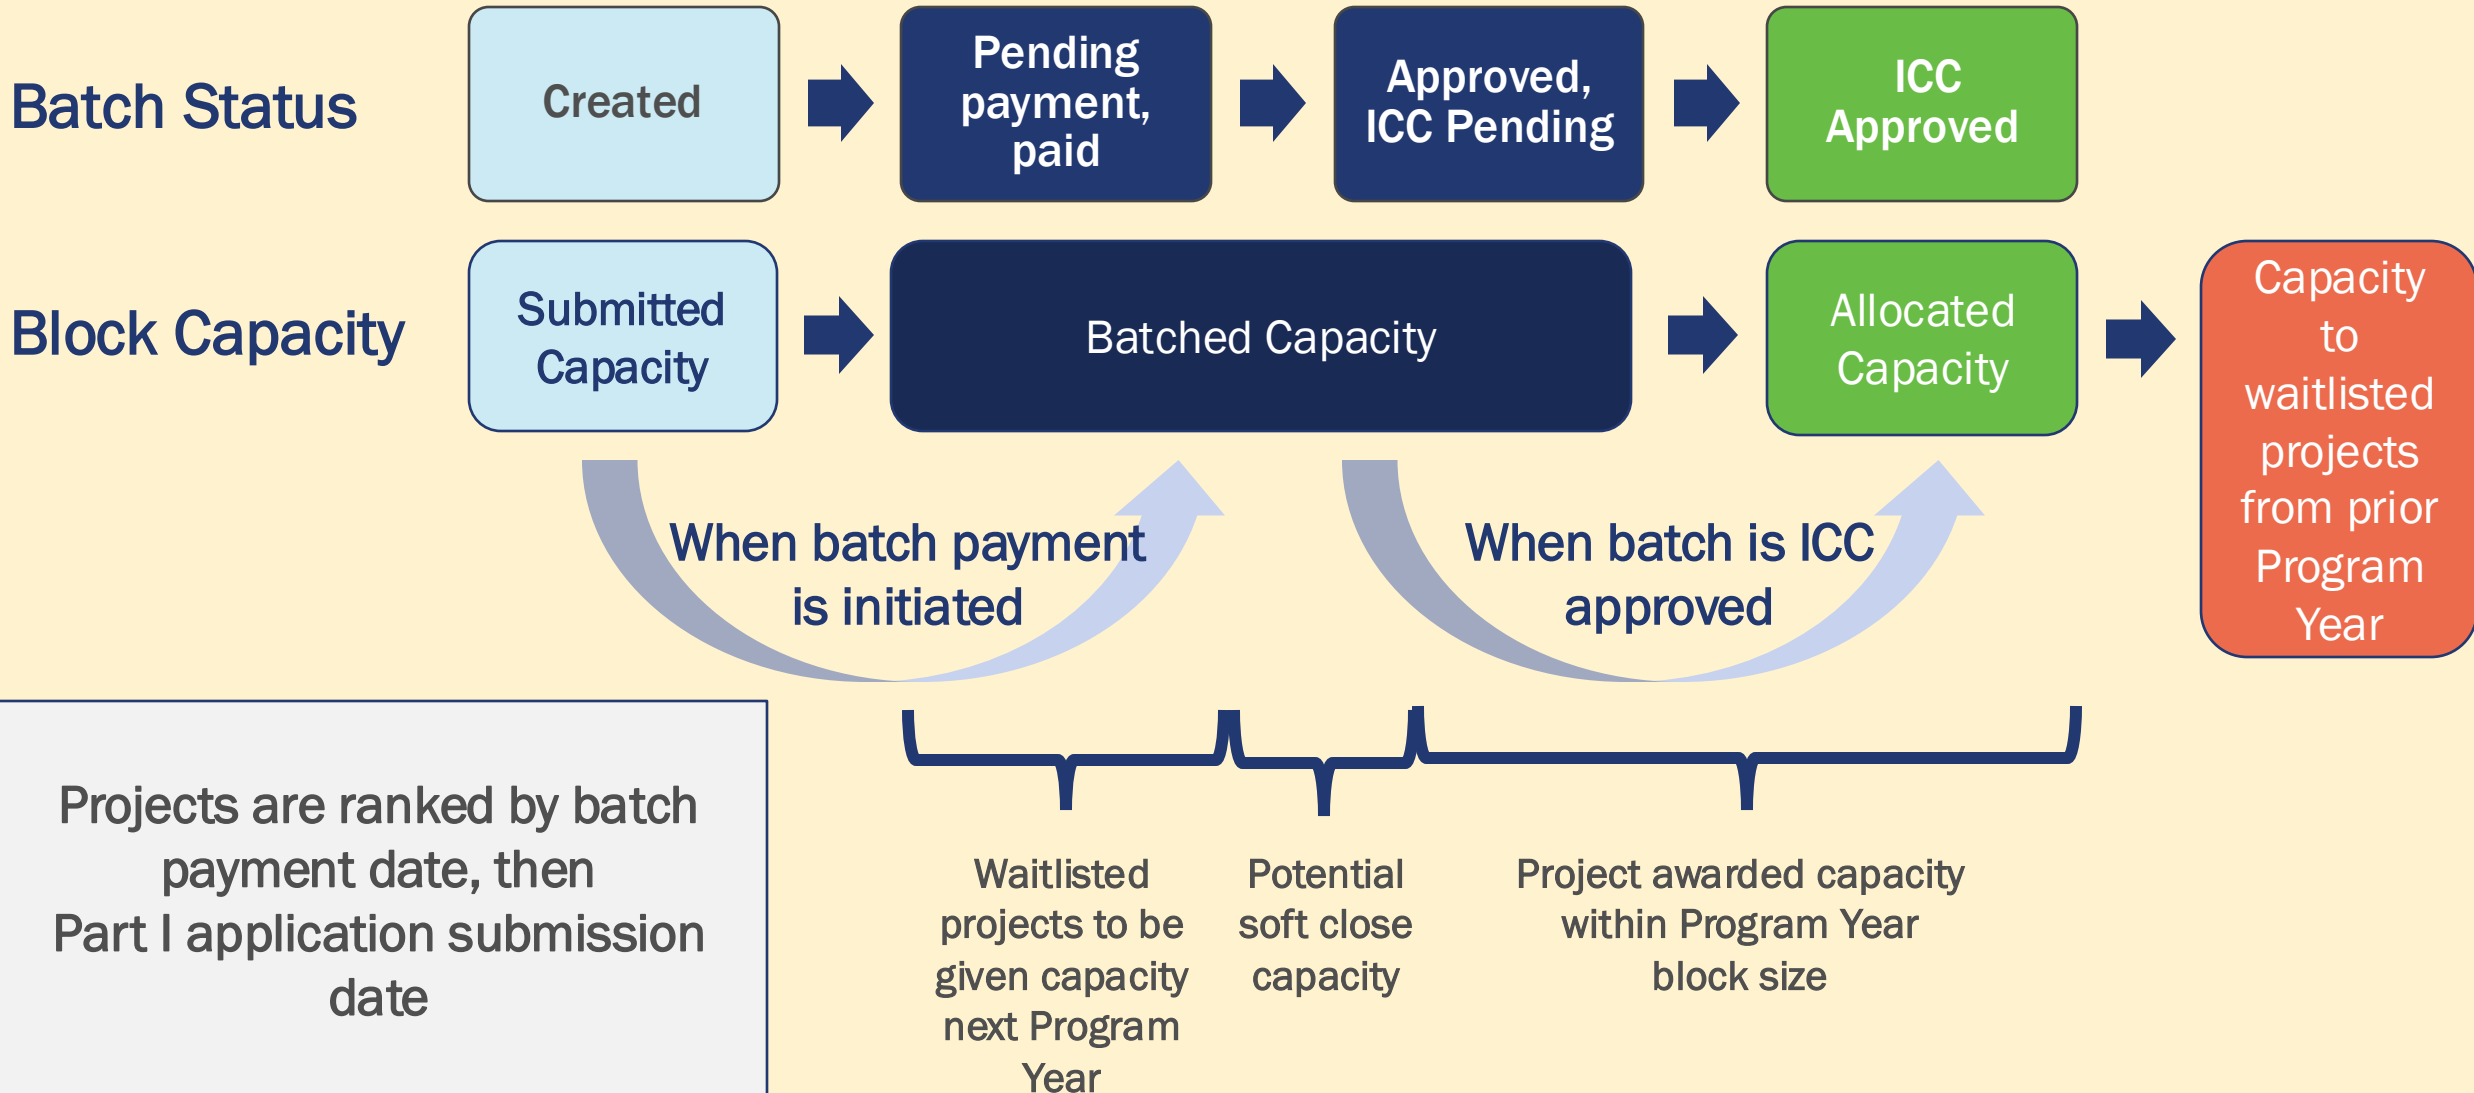 Batch Status
Created
Pending
payment,
paid
Approved,
ICC Pending
ICC
Approved
Block Capacity
Submitted
Capacity
Batched Capacity
Allocated
Capacity
Capacity
to
waitlisted
projects
from prior
Program
Year
When batch payment
is initiated
When batch is ICC
approved
Projects are ranked by batch
payment date, then
Part I application submission
date
Waitlisted
projects to be
given capacity
next Program
Year
Potential
soft close
capacity
Project awarded capacity
within Program Year
block size